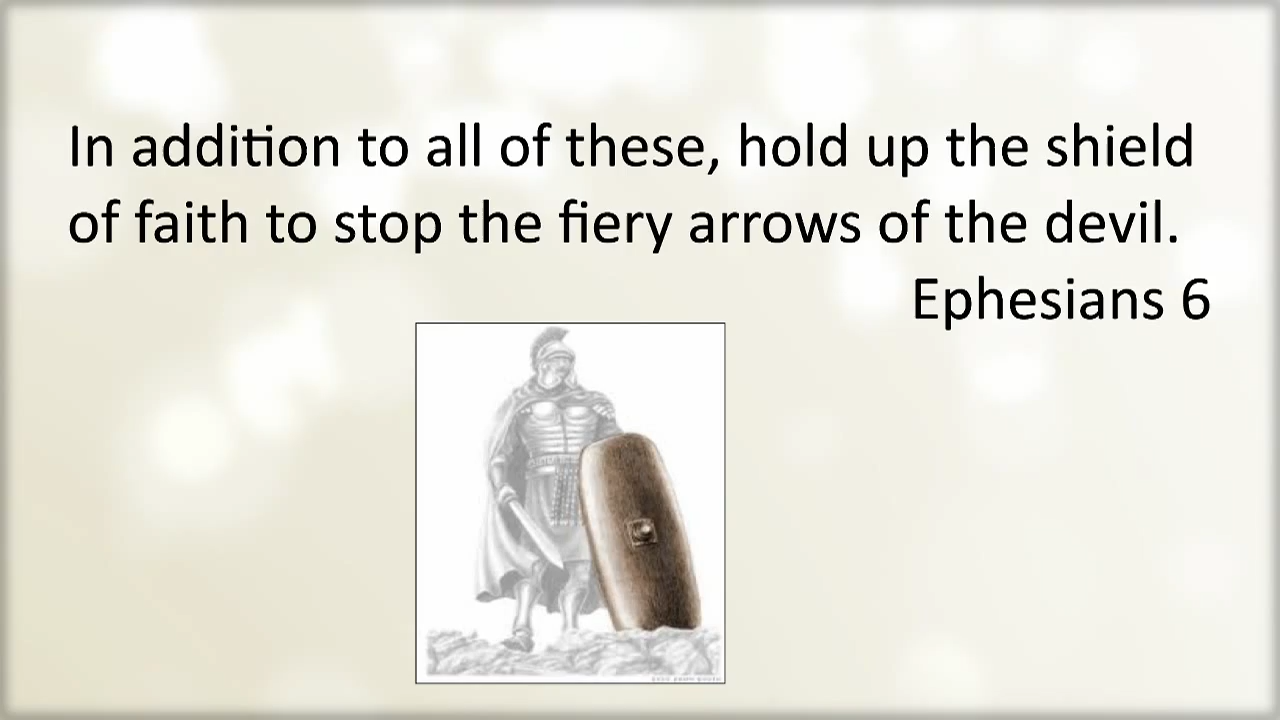 In addition to all of these, hold up the shield
of faith to stop the fiery arrows of the devil.
Ephesians 6